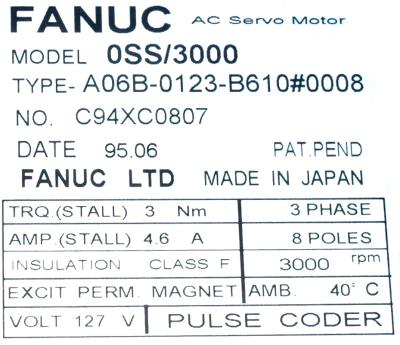 FANUC AC Servo Motor
MODEL 0SS/3000
TYPE- A06B-0123-B610#0008
NO. C94XC0807
DATE 95.06 PAT.PEND
FANUC LTD MADE IN JAPAN
TRQ.(STALL) 3 Nm 3 PHASE
AMP.(STALL) 4.6 A 8 POLES
INSULATION CLASS F 3000 rpm
EXCIT PERM. MAGNET AMB. 40° C
VOLT 127 V PULSE CODER